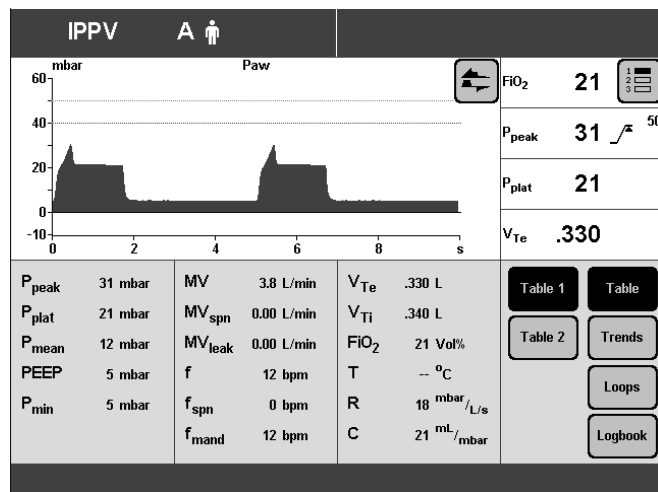 IPPV A
mbar Paw
60
40
20
0
-10
0 2 4 6 8 s
FiO2 21
1
2
3
Ppeak 31 50
Pplat 21
VTe .330
Ppeak 31 mbar MV 3.8 L/min VTe .330 L
Pplat 21 mbar MVspn 0.00 L/min VTi .340 L
Pmean 12 mbar MVleak 0.00 L/min FiO2 21 Vol%
PEEP 5 mbar f 12 bpm T -- °C
Pmin 5 mbar fspn 0 bpm R 18 mbar/L/s
fmand 12 bpm C 21 mL/mbar
Table 1 Table
Table 2 Trends
Loops
Logbook